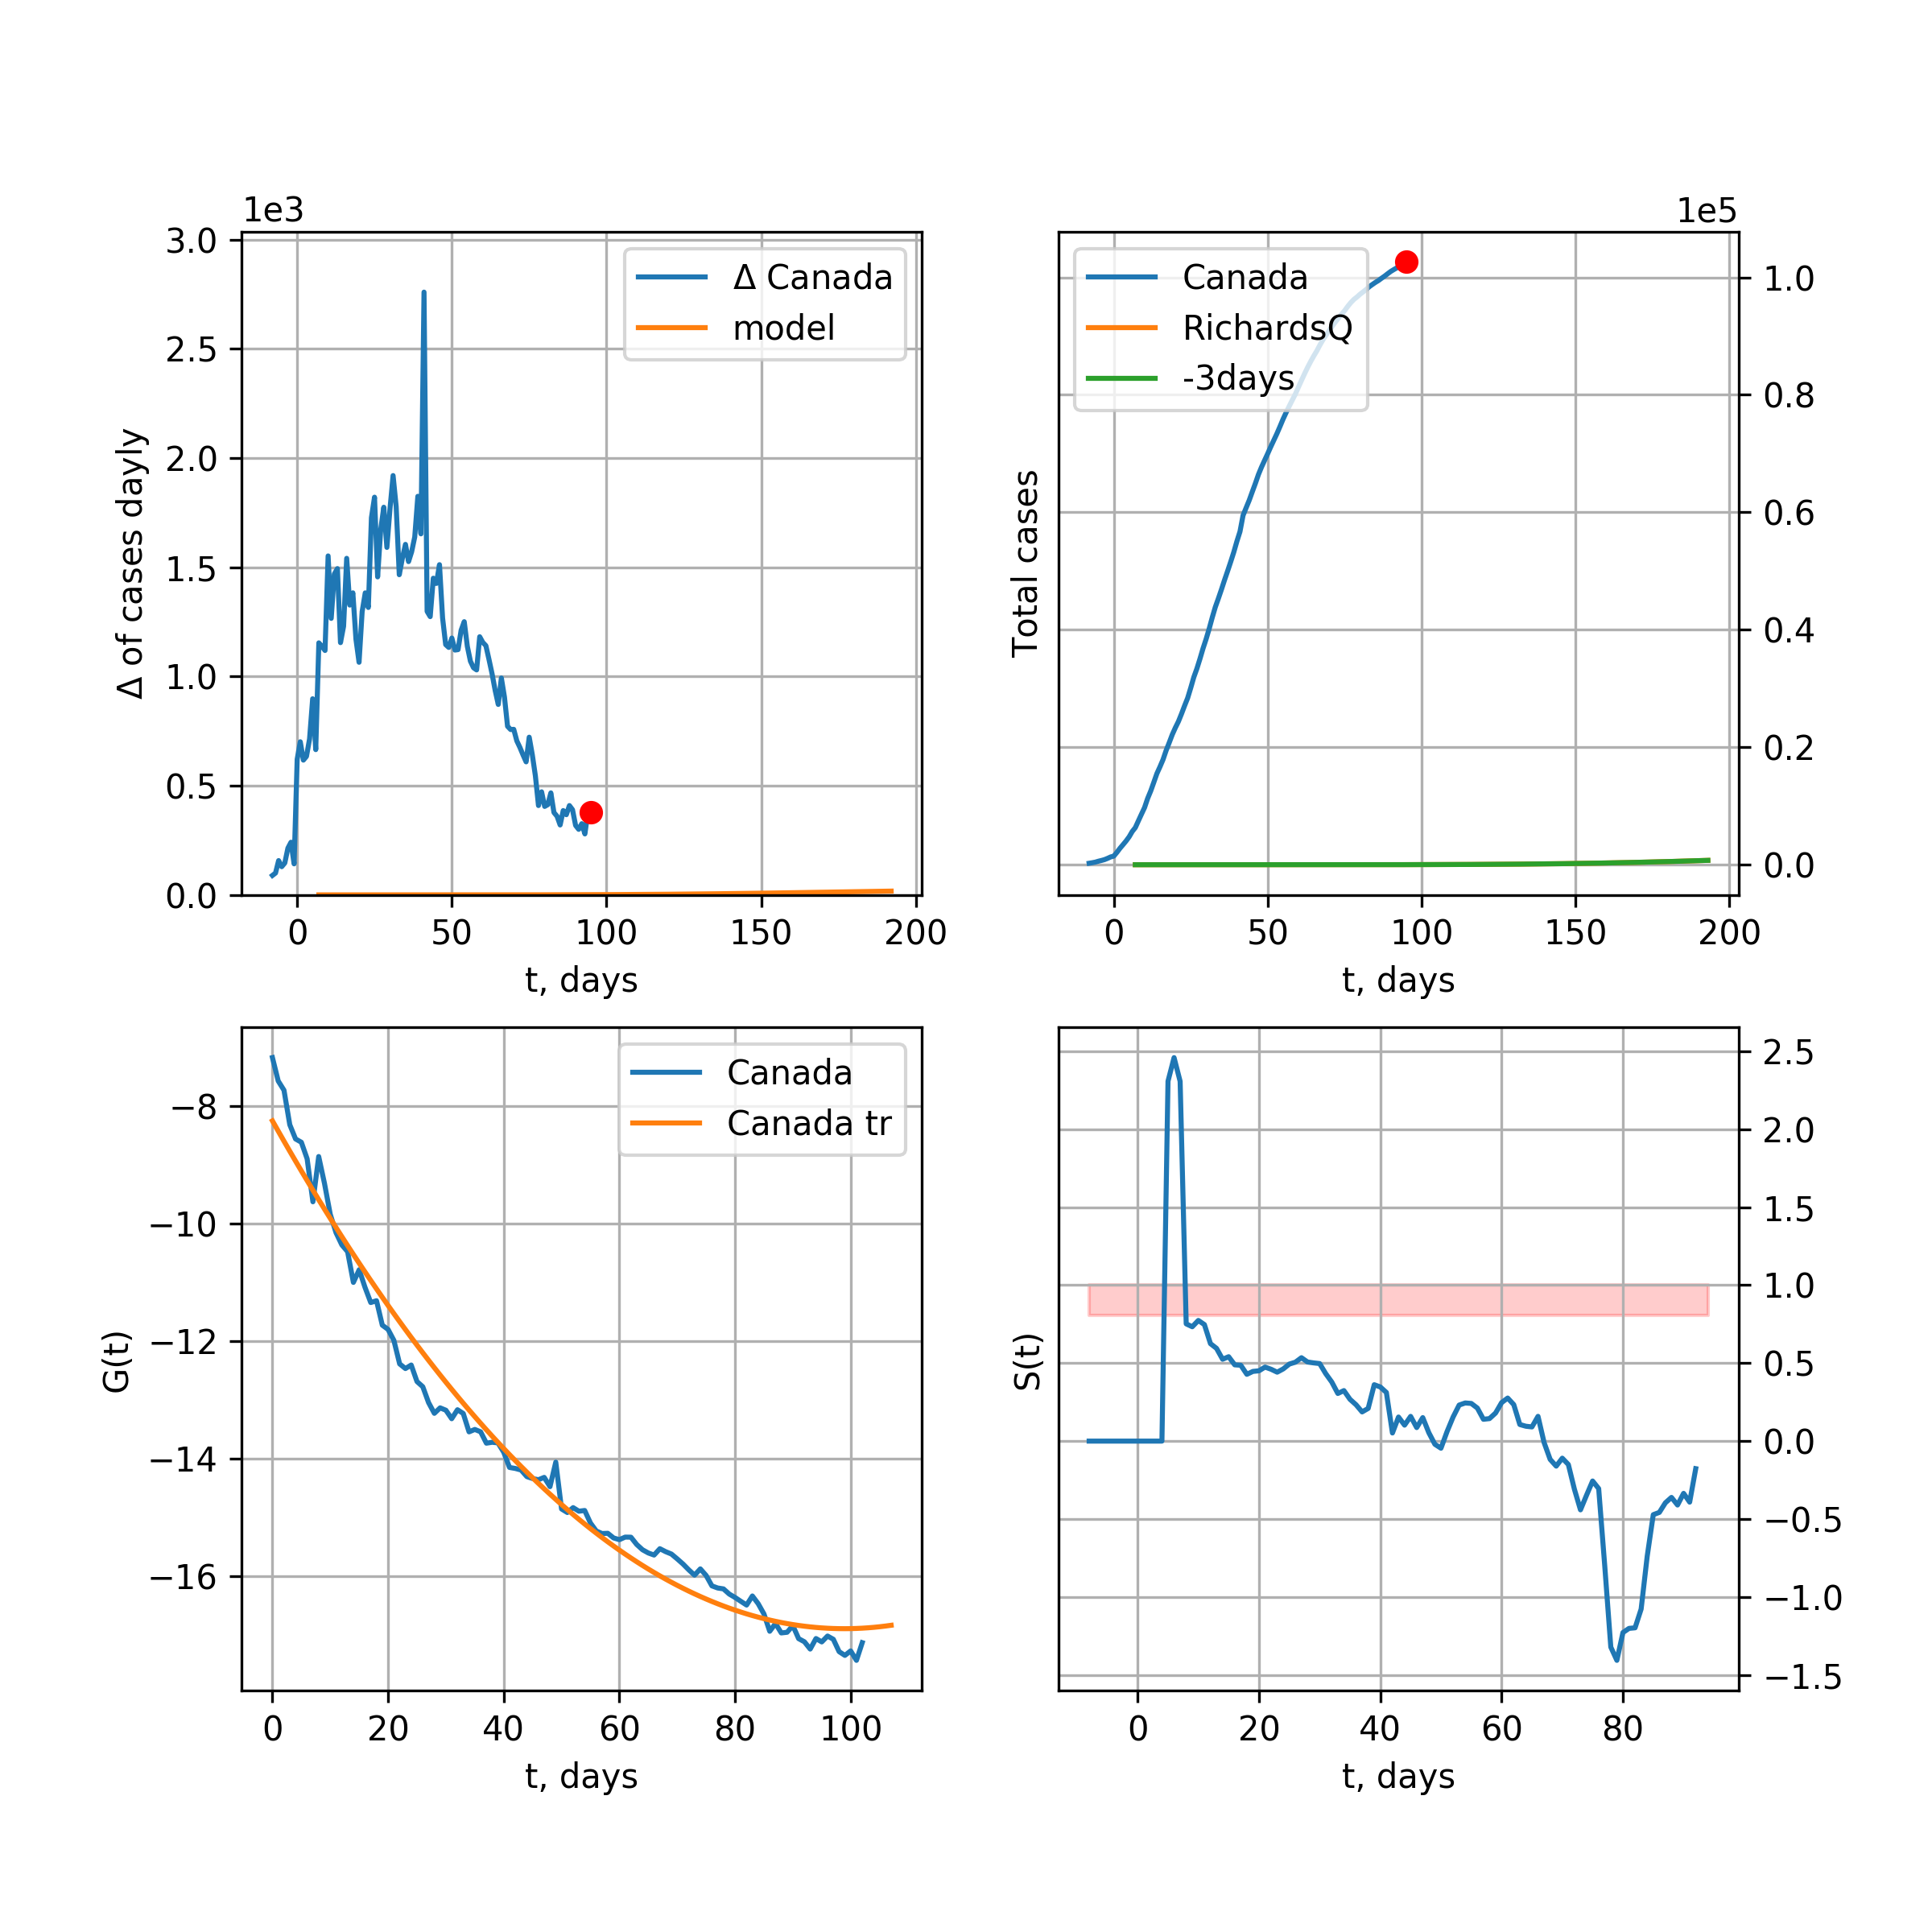 1e3
3.0
2.5
2.0
1.5
1.0
0.5
0.0
Δ of cases dayly
Δ Canada
model
0 50 100 150 200
t, days
1e5
Total cases
Canada
RichardsQ
-3days
1.0
0.8
0.6
0.4
0.2
0.0
0 50 100 150 200
t, days
G(t)
−8
−10
−12
−14
−16
Canada
Canada tr
0 20 40 60 80 100
t, days
S(t)
2.5
2.0
1.5
1.0
0.5
0.0
−0.5
−1.0
−1.5
0 20 40 60 80
t, days